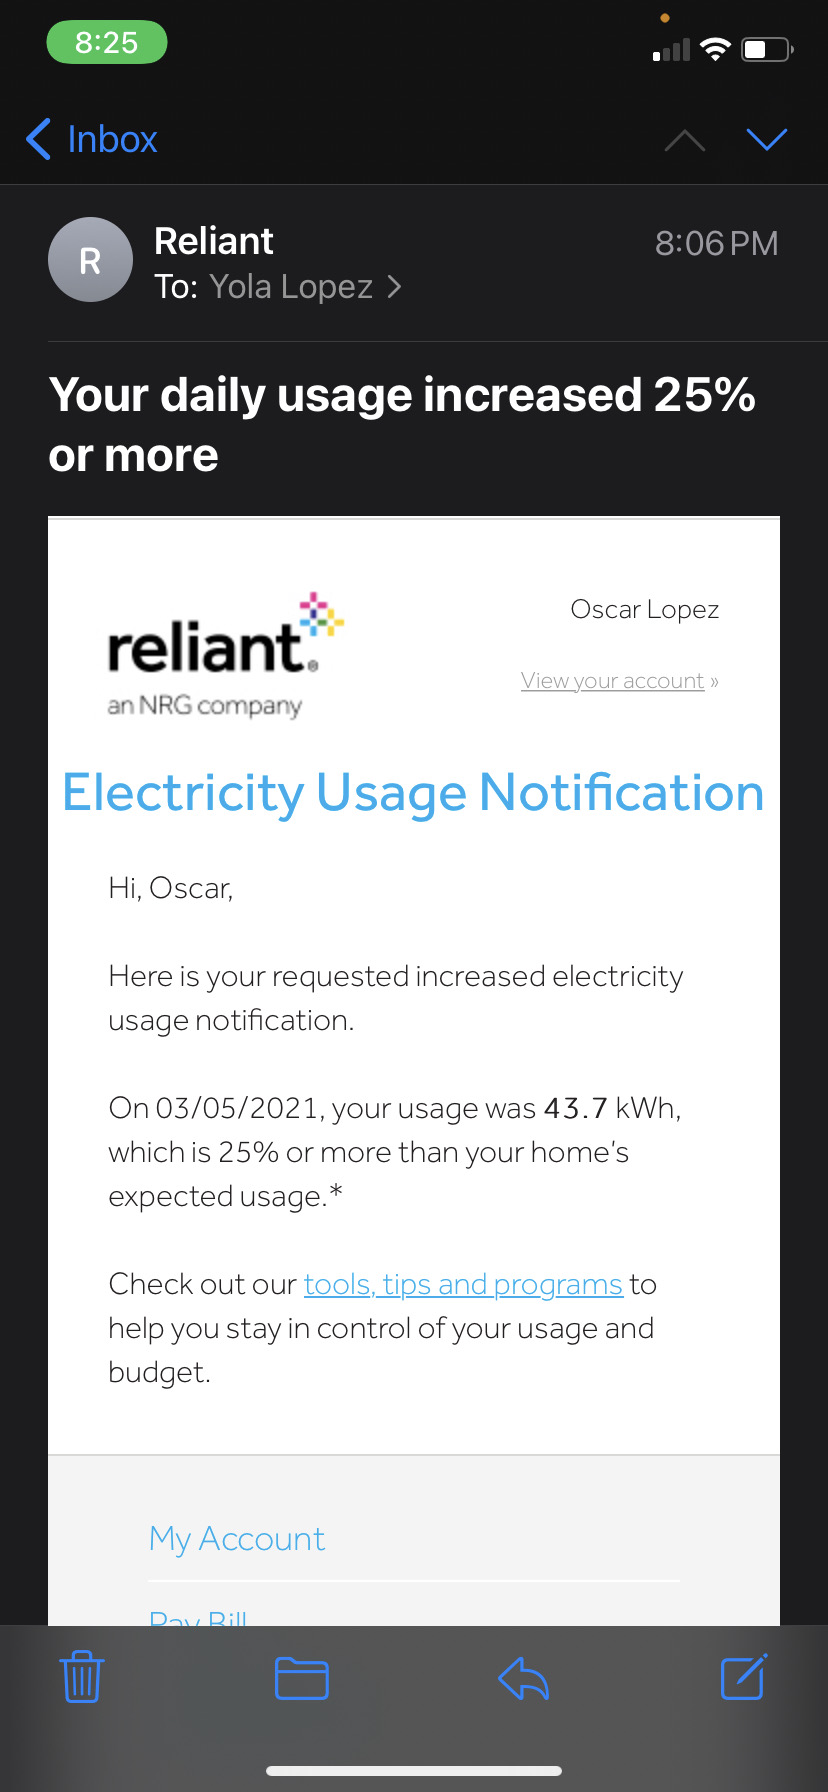 8:25
Inbox
R
Reliant
8:06 PM
To: Yola Lopez
Your daily usage increased 25%
or more
reliant®
an NRG company
Oscar Lopez
View your account »
Electricity Usage Notification
Hi, Oscar,
Here is your requested increased electricity
usage notification.
On 03/05/2021, your usage was 43.7 kWh,
which is 25% or more than your home's
expected usage.*
Check out our tools, tips and programs to
help you stay in control of your usage and
budget.
My Account
Pay Bill